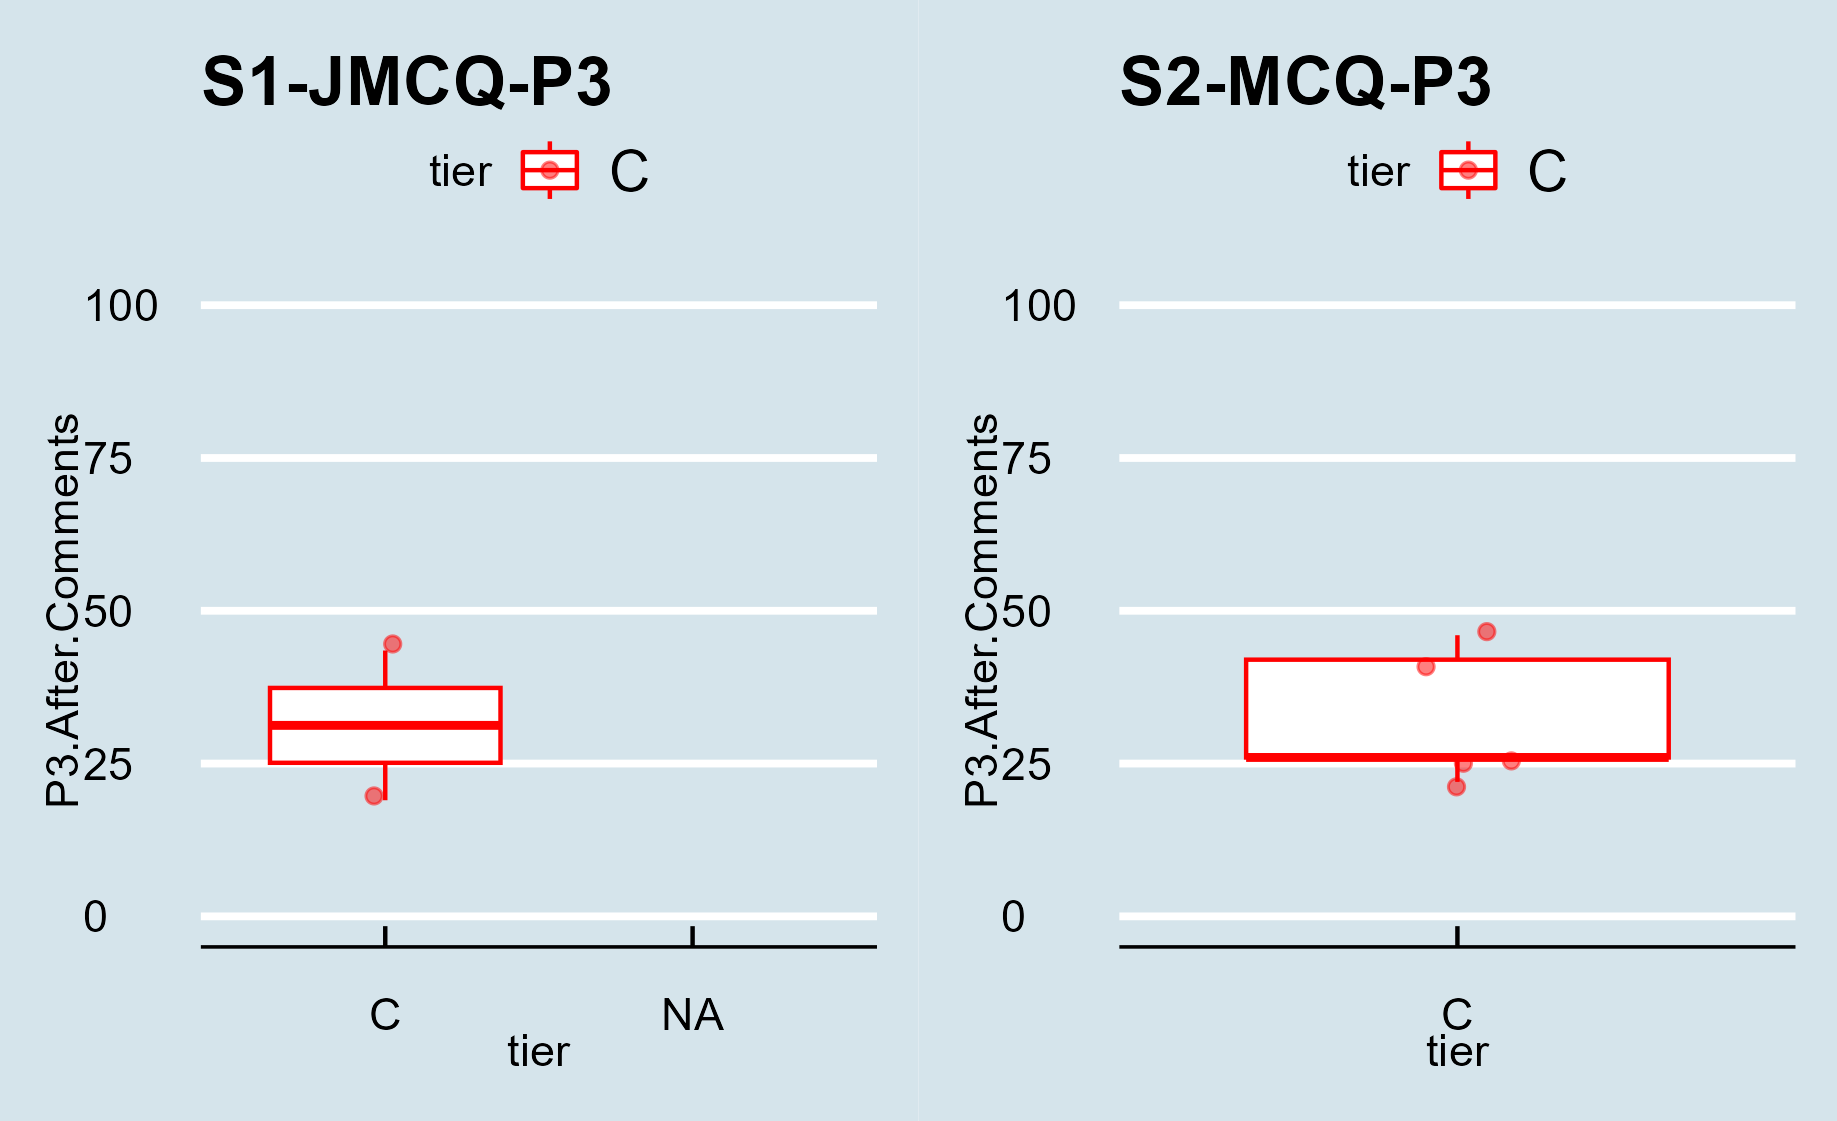 S1-JMCQ-P3
tier C
P3.After.Comments
100
75
50
25
0
C NA
tier
S2-MCQ-P3
tier C
P3.After.Comments
100
75
50
25
0
C
tier